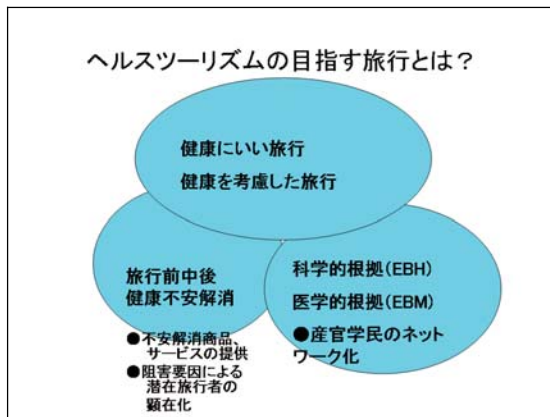 ヘルスツーリズムの目指す旅行とは？
健康にいい旅行
健康を考慮した旅行
旅行前中後
健康不安解消
●不安解消商品、
サービスの提供
●阻害要因による
潜在旅行者の
顕在化
科学的根拠(EBH)
医学的根拠(EBM)
●産官学民のネット
ワーク化